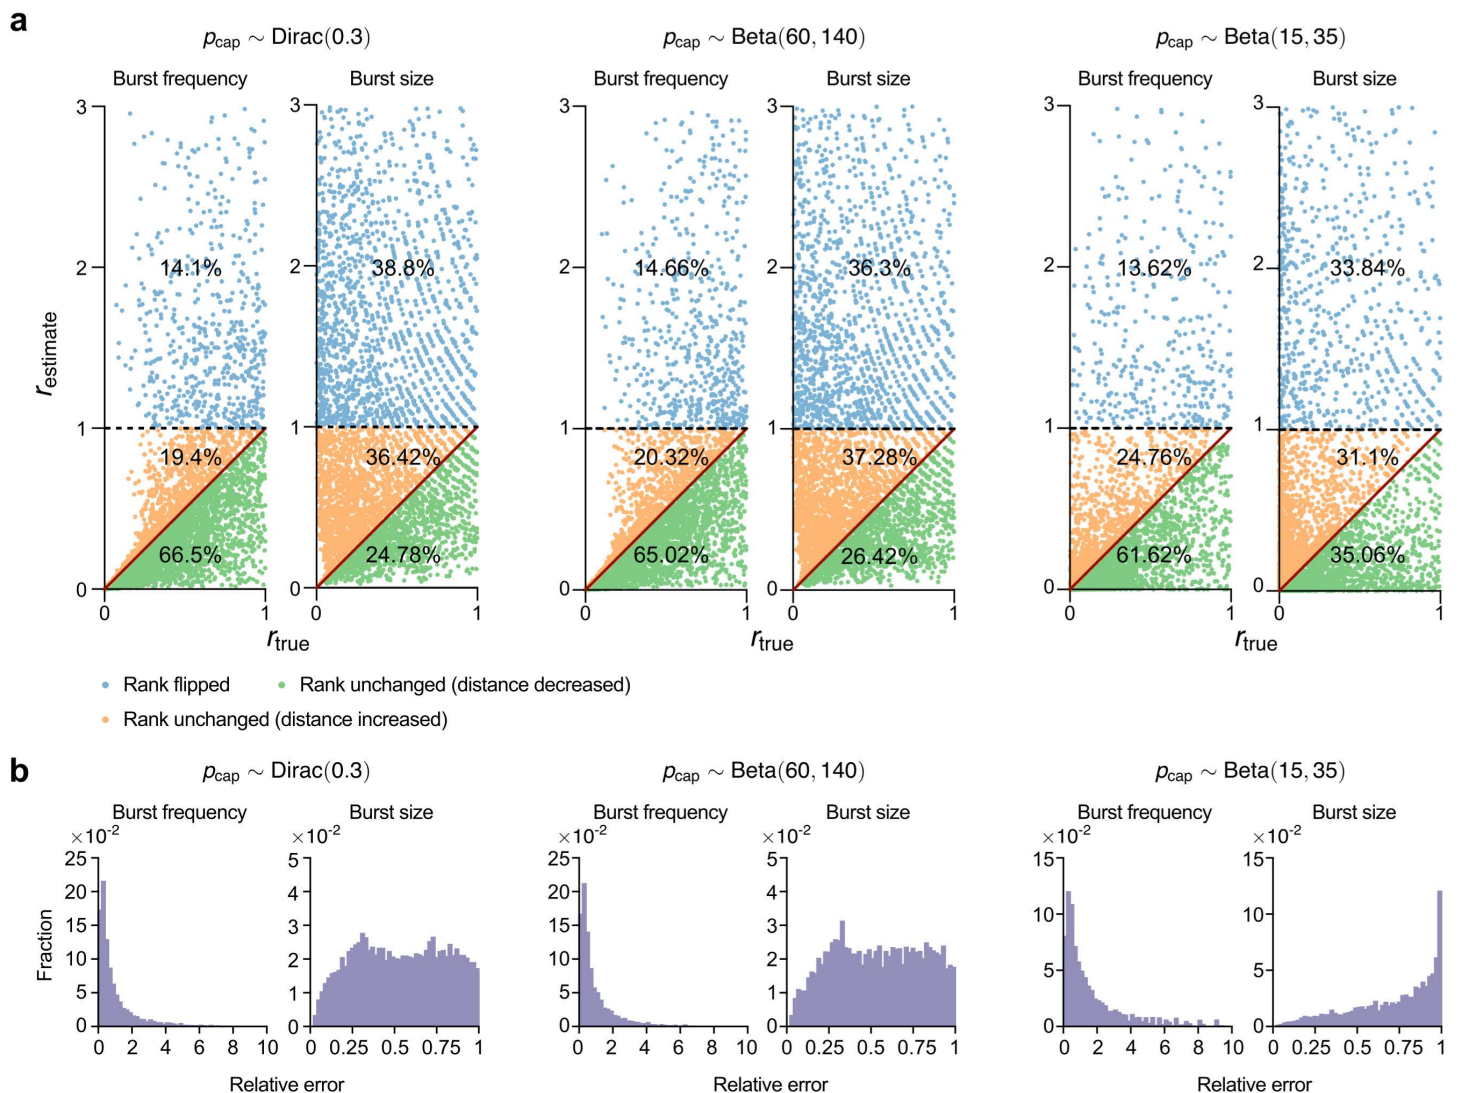 a
pcap ∼ Dirac(0.3)
pcap ∼ Beta(60, 140)
pcap ∼ Beta(15, 35)
Burst frequency
Burst size
Burst frequency
Burst size
Burst frequency
Burst size
restimate
3
2
1
0
14.1%
19.4%
66.5%
0
1
3
2
1
0
38.8%
36.42%
24.78%
0
1
rtrue
3
2
1
0
14.66%
20.32%
65.02%
0
1
3
2
1
0
36.3%
37.28%
26.42%
0
1
rtrue
3
2
1
0
13.62%
24.76%
61.62%
0
1
3
2
1
0
33.84%
31.1%
35.06%
0
1
rtrue
Rank flipped
Rank unchanged (distance decreased)
Rank unchanged (distance increased)
b
pcap ∼ Dirac(0.3)
pcap ∼ Beta(60, 140)
pcap ∼ Beta(15, 35)
Burst frequency
Burst size
Burst frequency
Burst size
Burst frequency
Burst size
Fraction
×10-2
25
20
15
10
5
0
0 2 4 6 8 10
×10-2
5
4
3
2
1
0
0 0.25 0.5 0.75 1
Relative error
×10-2
25
20
15
10
5
0
0 2 4 6 8 10
×10-2
5
4
3
2
1
0
0 0.25 0.5 0.75 1
Relative error
×10-2
15
10
5
0
0 2 4 6 8 10
×10-2
15
10
5
0
0 0.25 0.5 0.75 1
Relative error